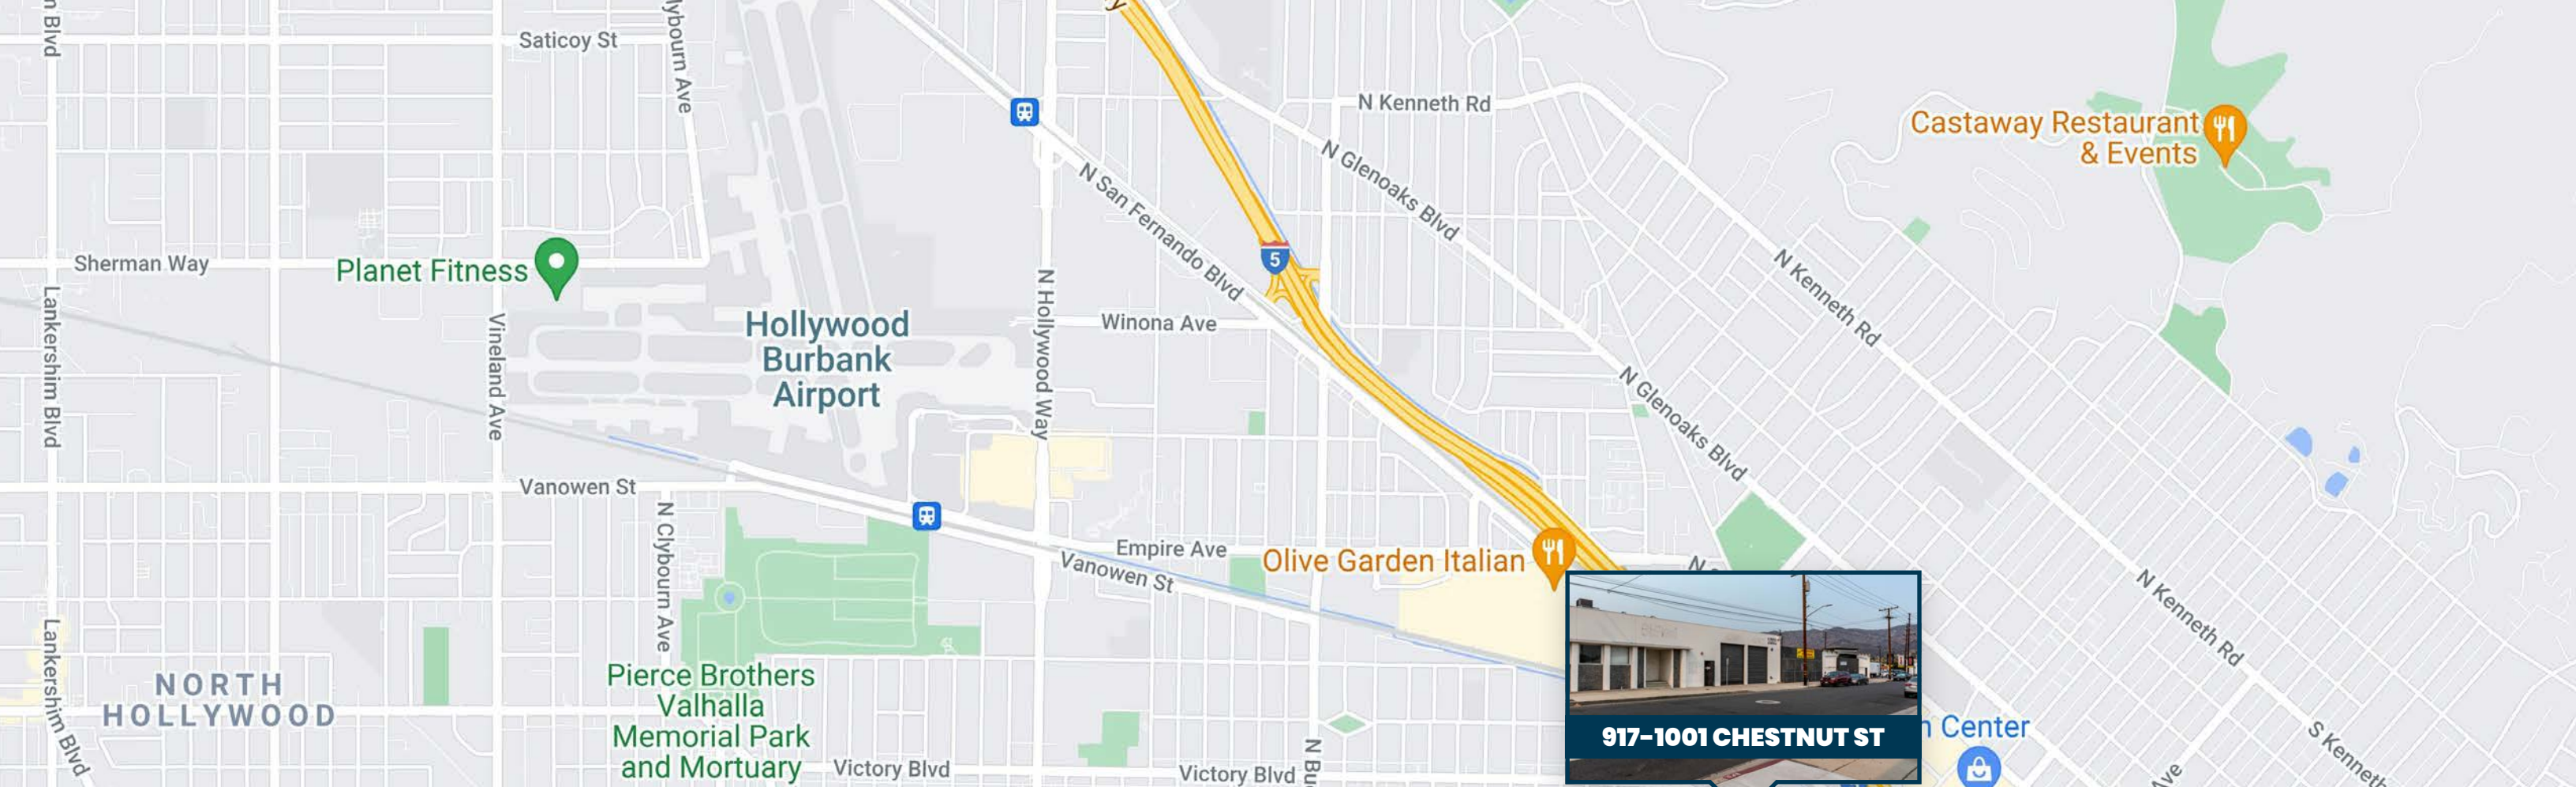 Saticoy St
N Kenneth Rd
Castaway Restaurant
& Events
N Glenoaks Blvd
N San Fernando Blvd
5
Sherman Way
Planet Fitness
N Kenneth Rd
Lankershim Blvd
Vineland Ave
Hollywood
Burbank
Airport
N Hollywood Way
Winona Ave
N Glenoaks Blvd
Vanowen St
N Clybourn Ave
Empire Ave
Vanowen St
Olive Garden Italian
N Kenneth Rd
Lankershim Blvd
NORTH
HOLLYWOOD
Pierce Brothers
Valhalla
Memorial Park
and Mortuary
Victory Blvd
Victory Blvd
917-1001 CHESTNUT ST
Center
S Kenneth